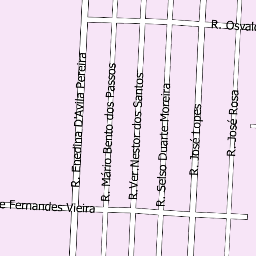 R. Osvald
R. Enedina D'Avila Pereira
R. Mário Bento dos Passos
R.Ver.Nestor dos Santos
R. Selso Duarte Moreira
R. José Lopes
R. José Rosa
e Fernandes Vieira